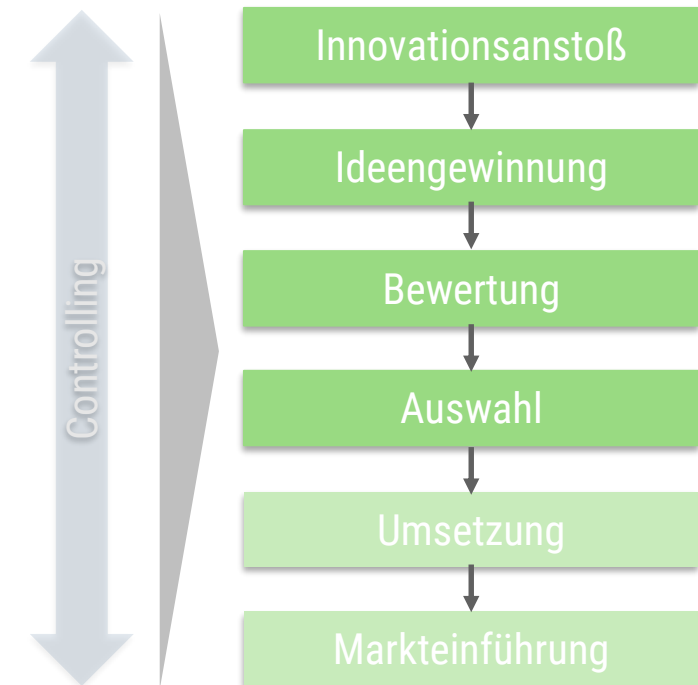 Controlling
Innovationsanstoß
Ideengewinnung
Bewertung
Auswahl
Umsetzung
Markteinführung